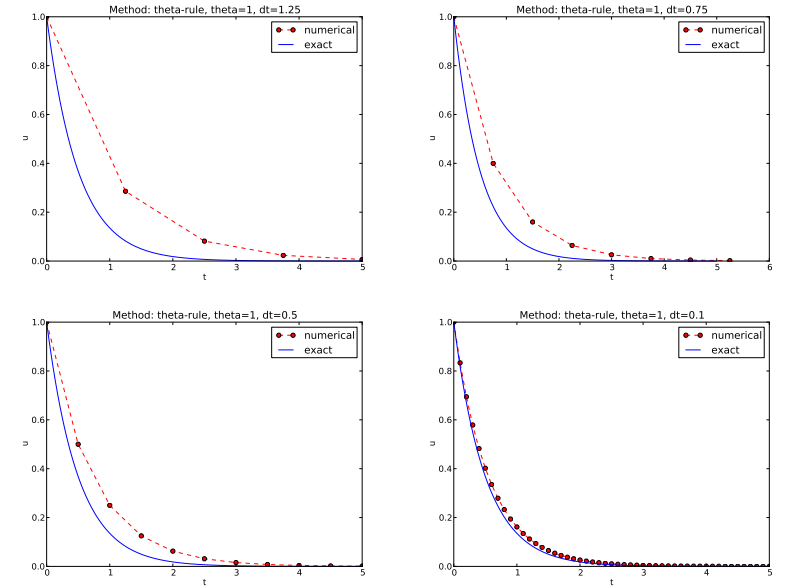 Method: theta-rule, theta=1, dt=1.25
numerical
exact
1.0
0.8
0.6
0.4
0.2
0.0
u
0 1 2 3 4 5
t
Method: theta-rule, theta=1, dt=0.75
numerical
exact
1.0
0.8
0.6
0.4
0.2
0.0
u
0 1 2 3 4 5 6
t
Method: theta-rule, theta=1, dt=0.5
numerical
exact
1.0
0.8
0.6
0.4
0.2
0.0
u
0 1 2 3 4 5
t
Method: theta-rule, theta=1, dt=0.1
numerical
exact
1.0
0.8
0.6
0.4
0.2
0.0
u
0 1 2 3 4 5
t